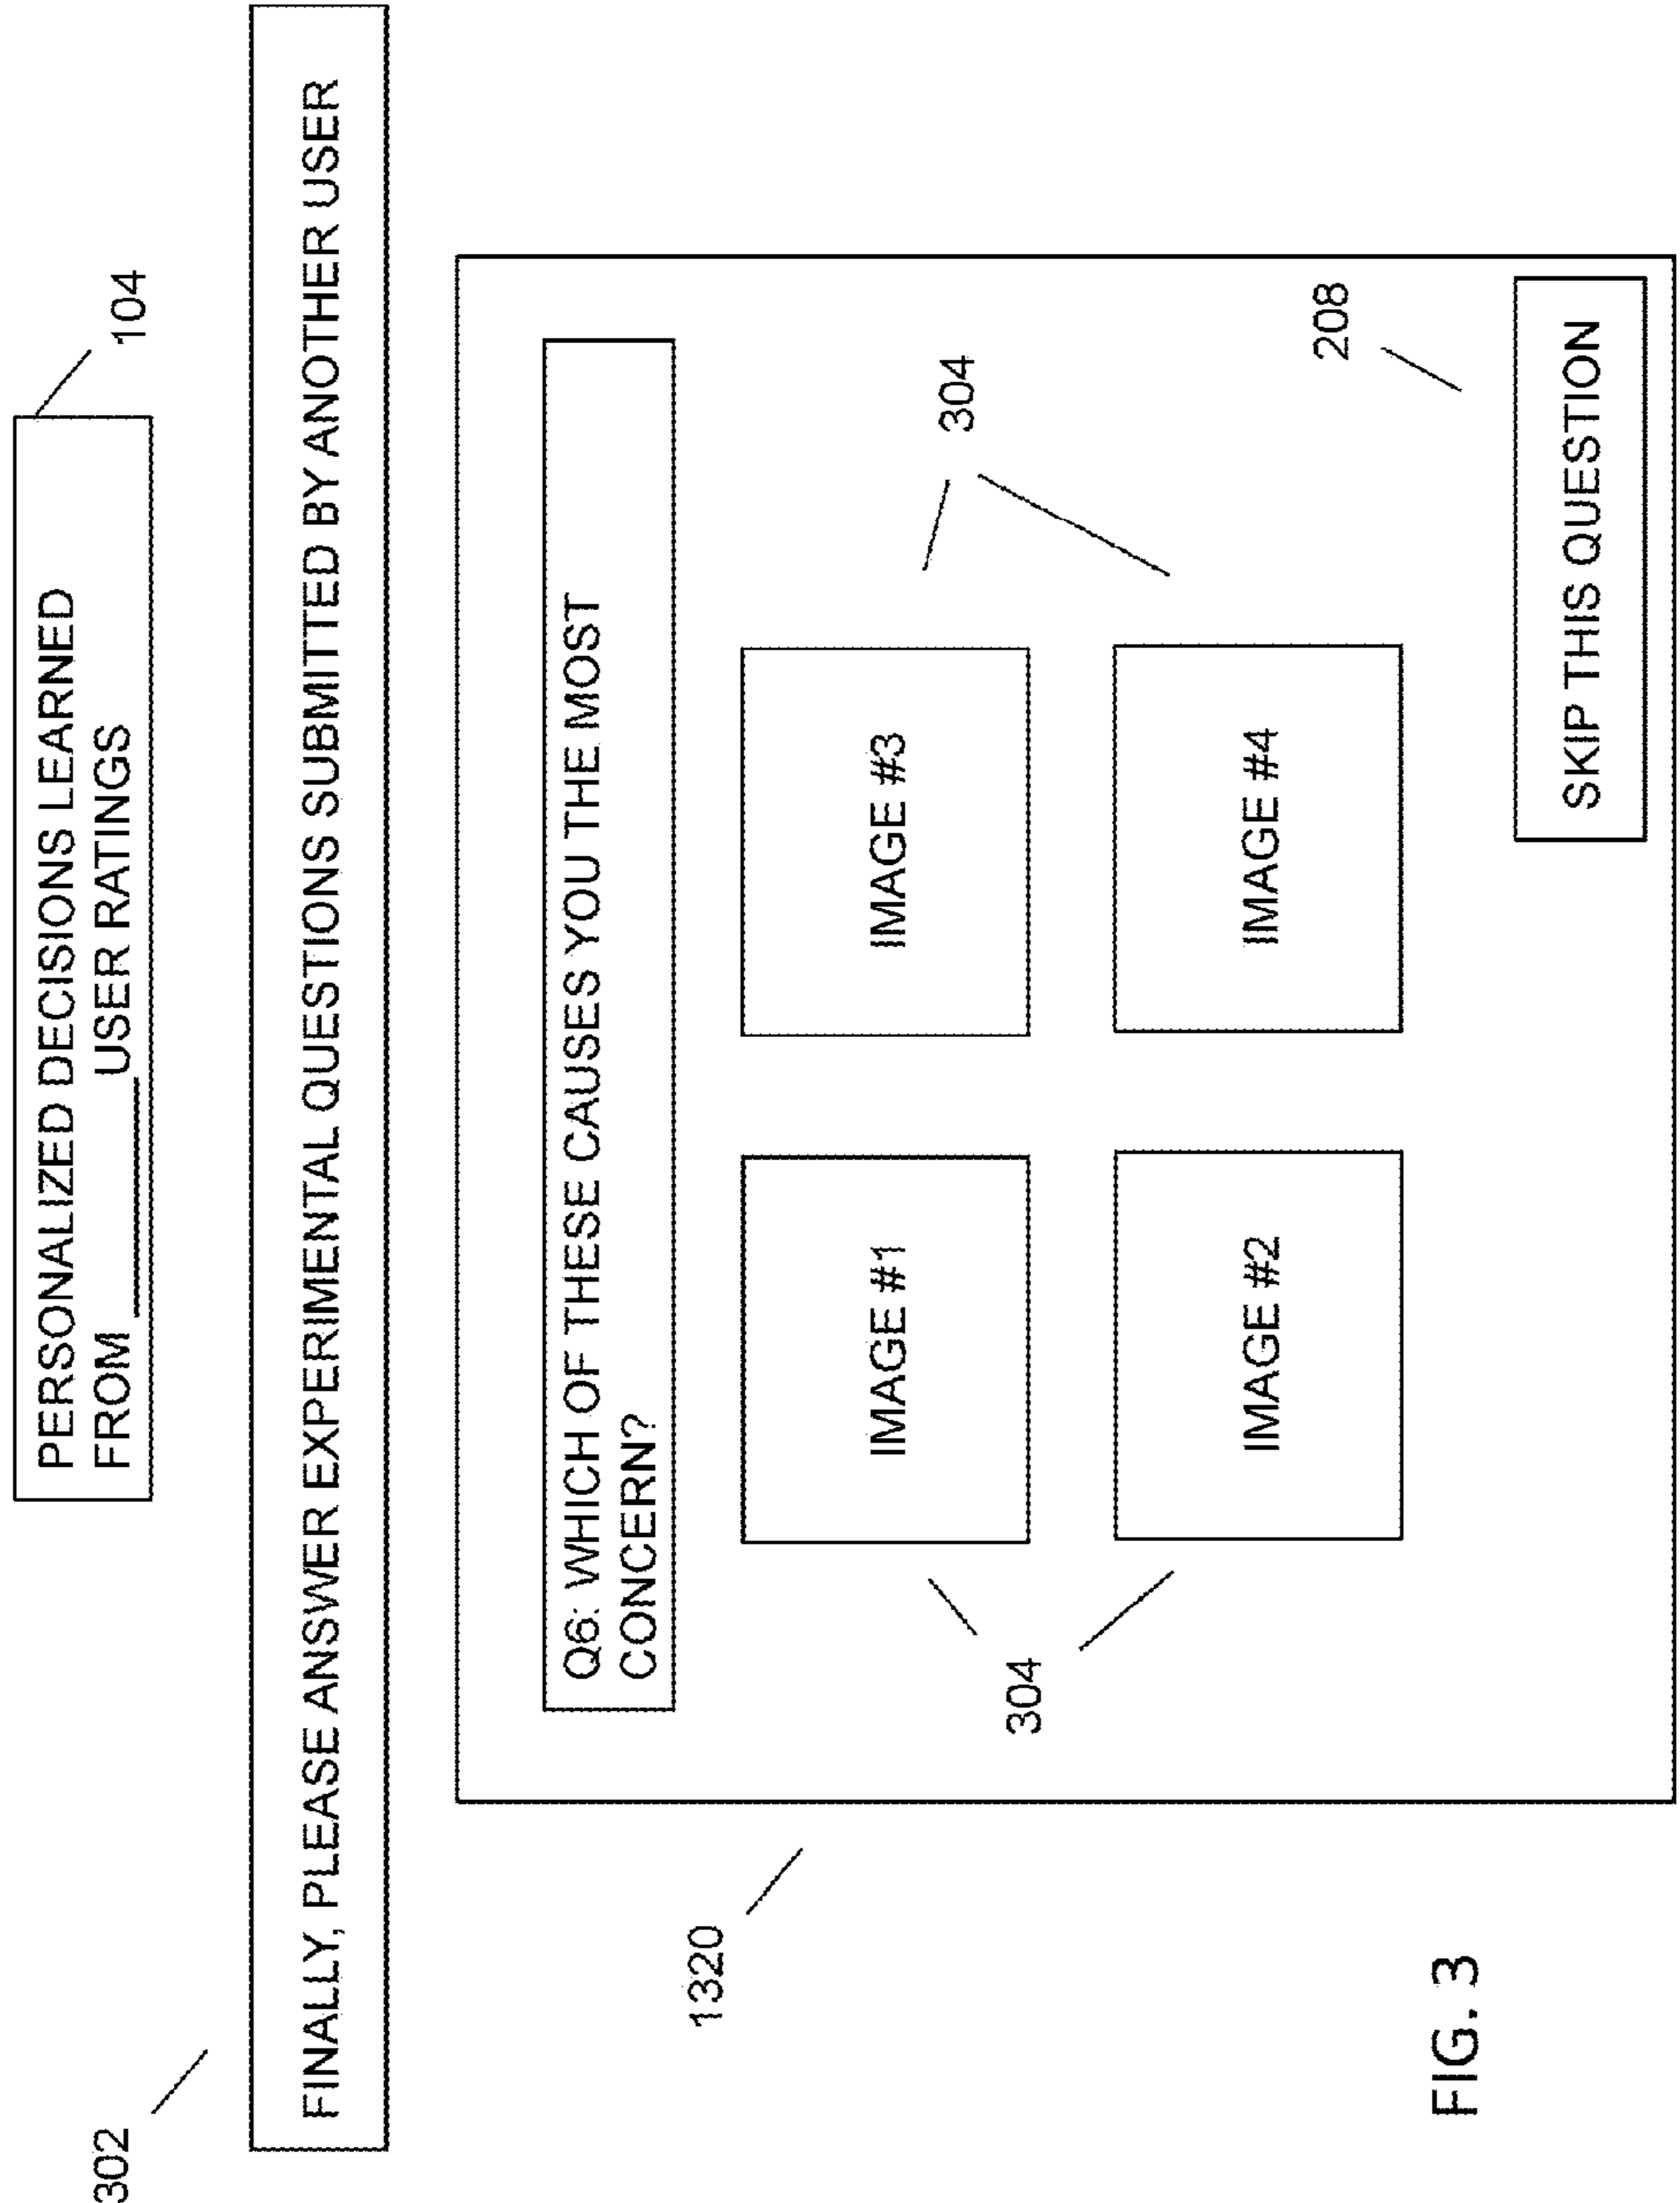 PERSONALIZED DECISIONS LEARNED
FROM ________ USER RATINGS
104
302
FINALLY, PLEASE ANSWER EXPERIMENTAL QUESTIONS SUBMITTED BY ANOTHER USER
1320
Q6: WHICH OF THESE CAUSES YOU THE MOST
CONCERN?
IMAGE #1
IMAGE #3
304
304
IMAGE #2
IMAGE #4
208
SKIP THIS QUESTION
FIG. 3